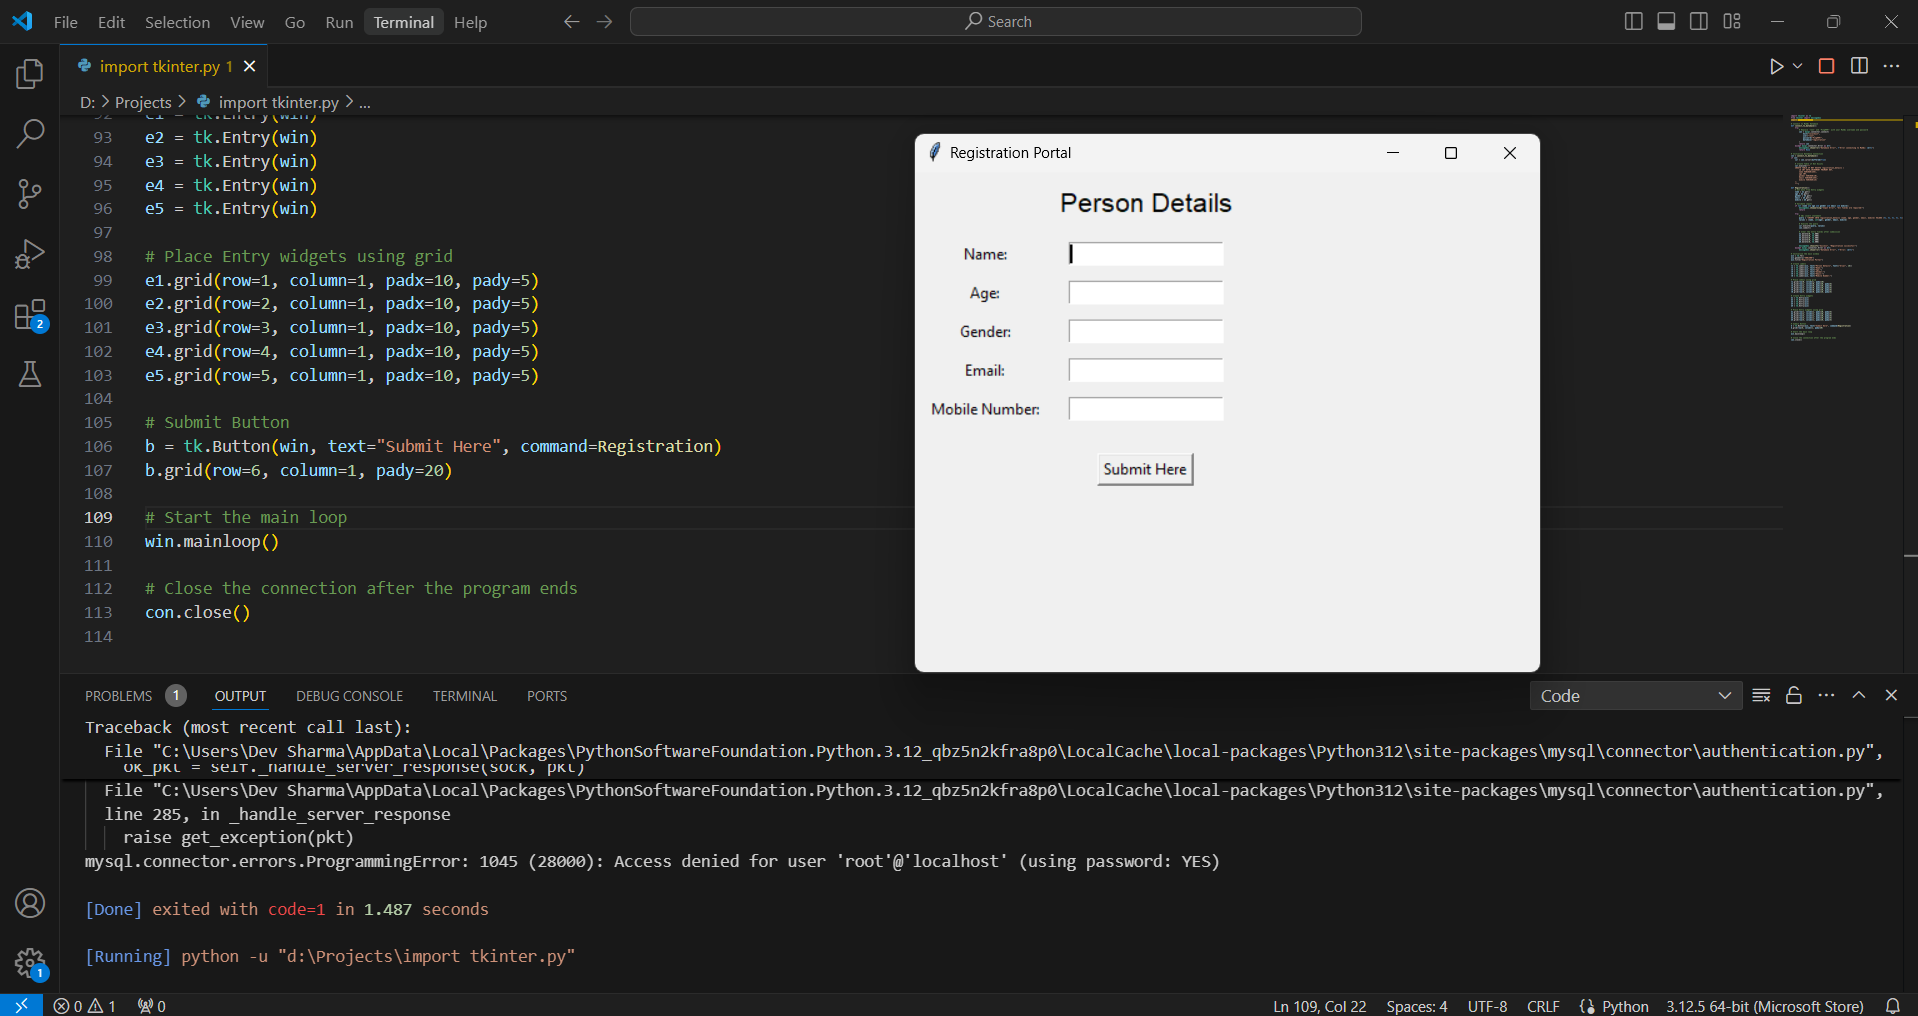 File Edit Selection View Go Run Terminal Help
Search
import tkinter.py 1
D: > Projects > import tkinter.py > ...
92 e1 = tk.Entry(win)
93 e2 = tk.Entry(win)
94 e3 = tk.Entry(win)
95 e4 = tk.Entry(win)
96 e5 = tk.Entry(win)
97
98 # Place Entry widgets using grid
99 e1.grid(row=1, column=1, padx=10, pady=5)
100 e2.grid(row=2, column=1, padx=10, pady=5)
101 e3.grid(row=3, column=1, padx=10, pady=5)
102 e4.grid(row=4, column=1, padx=10, pady=5)
103 e5.grid(row=5, column=1, padx=10, pady=5)
104
105 # Submit Button
106 b = tk.Button(win, text="Submit Here", command=Registration)
107 b.grid(row=6, column=1, pady=20)
108
109 # Start the main loop
110 win.mainloop()
111
112 # Close the connection after the program ends
113 con.close()
114
Registration Portal
Person Details
Name:
Age:
Gender:
Email:
Mobile Number:
Submit Here
PROBLEMS 1 OUTPUT DEBUG CONSOLE TERMINAL PORTS
Code
Traceback (most recent call last):
File "C:\Users\Dev Sharma\AppData\Local\Packages\PythonSoftwareFoundation.Python.3.12_qbz5n2kfra8p0\LocalCache\local-packages\Python312\site-packages\mysql\connector\authentication.py",
ok_pkt = self._handle_server_response(sock, pkt)
File "C:\Users\Dev Sharma\AppData\Local\Packages\PythonSoftwareFoundation.Python.3.12_qbz5n2kfra8p0\LocalCache\local-packages\Python312\site-packages\mysql\connector\authentication.py",
line 285, in _handle_server_response
raise get_exception(pkt)
mysql.connector.errors.ProgrammingError: 1045 (28000): Access denied for user 'root'@'localhost' (using password: YES)
[Done] exited with code=1 in 1.487 seconds
[Running] python -u "d:\Projects\import tkinter.py"
2
1
0 1 0
Ln 109, Col 22 Spaces: 4 UTF-8 CRLF Python 3.12.5 64-bit (Microsoft Store)